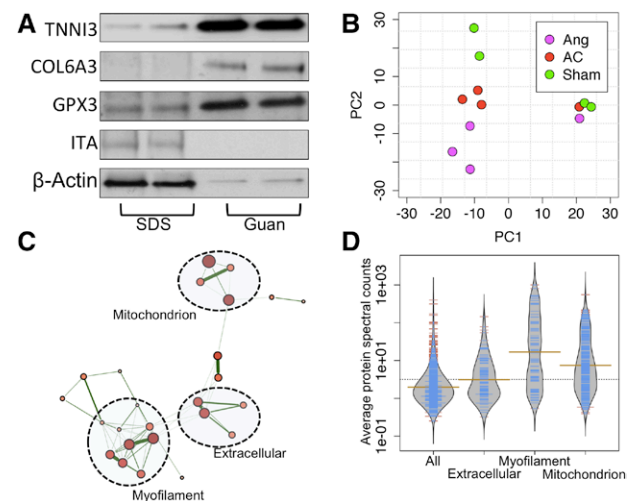 A
TNNI3
COL6A3
GPX3
ITA
β-Actin
SDS Guan
B
Ang
AC
Sham
PC2
30
10
0
-10
-30
-30 -20 -10 0 10 20 30
PC1
C
Mitochondrion
Extracellular
Myofilament
D
Average protein spectral counts
1e+03
1e+01
1e-01
All Myofilament
Extracellular Mitochondrion